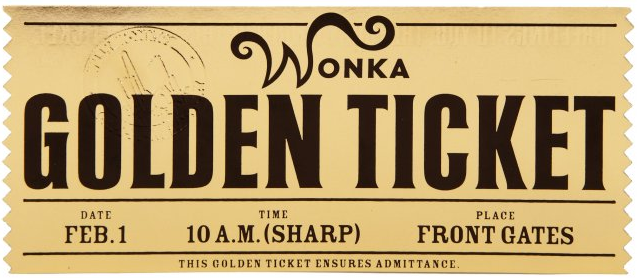 WONKA
GOLDEN TICKET
DATE TIME PLACE
FEB.1 10 A.M.(SHARP) FRONT GATES
THIS GOLDEN TICKET ENSURES ADMITTANCE.